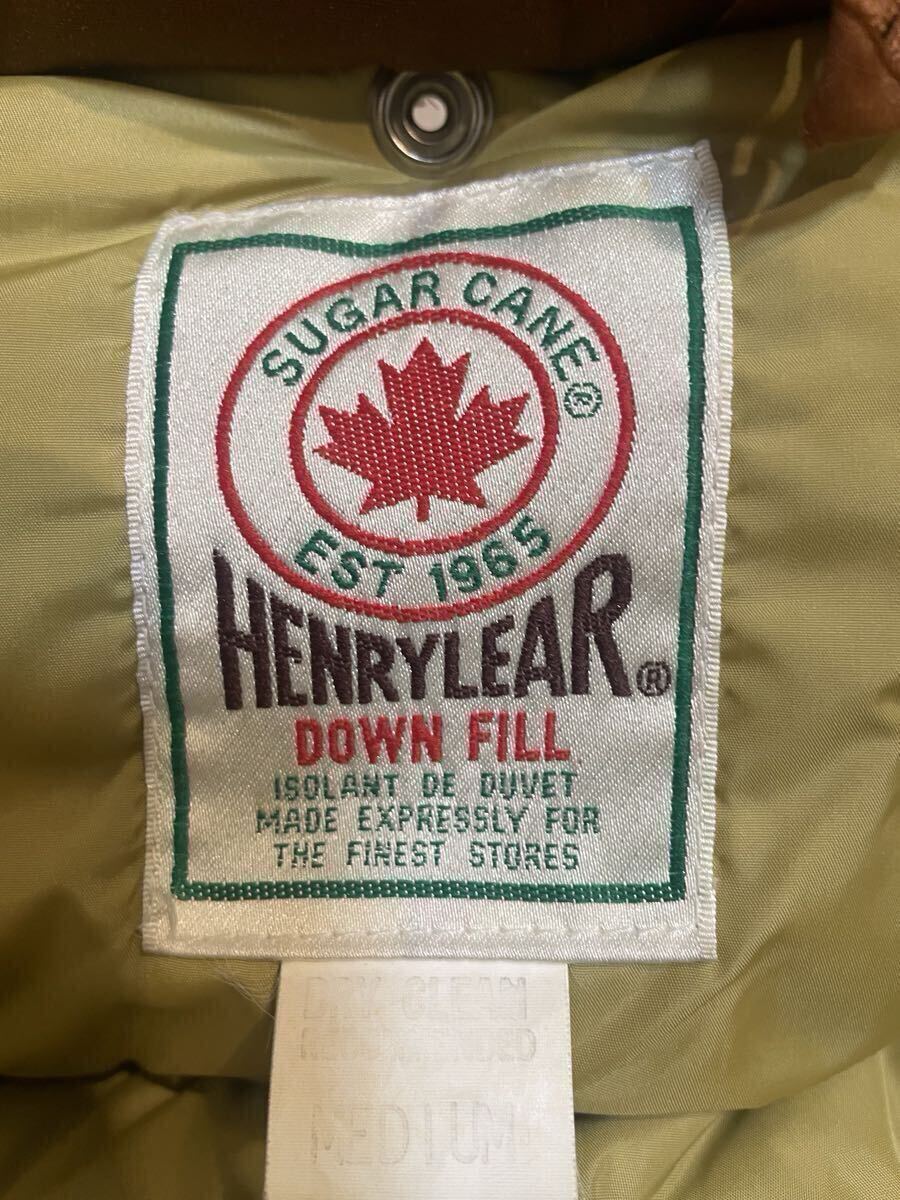 SUGAR CANE®
EST 1965
HENRYLEAR®
DOWN FILL
ISOLANT DE DUVET
MADE EXPRESSLY FOR
THE FINEST STORES
DRY CLEAN
RECOMMENDED
MEDIUM